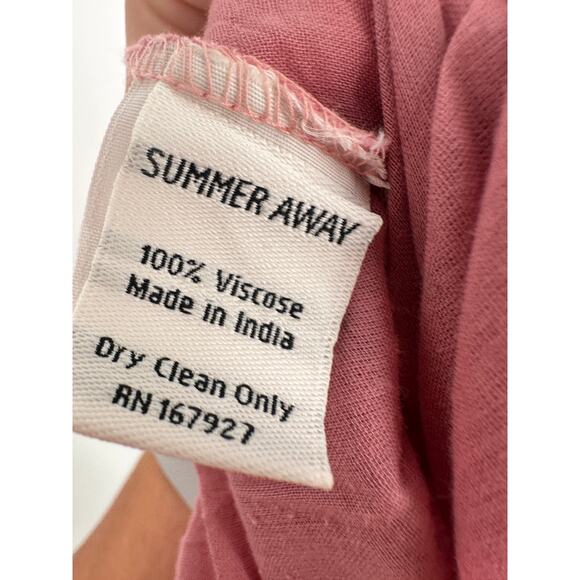 SUMMER AWAY
100% Viscose
Made in India
Dry Clean Only
RN 167927